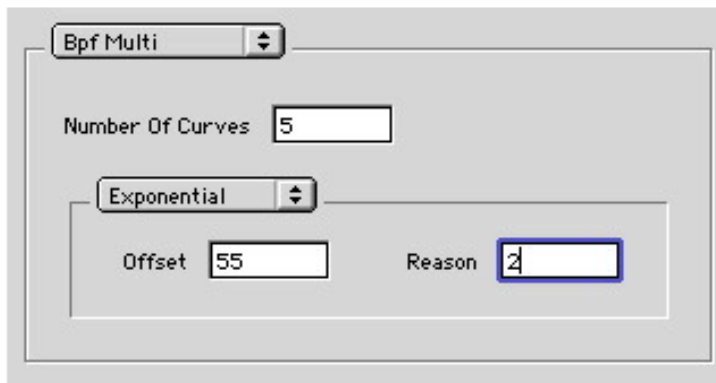 Bpf Multi
Number Of Curves 5
Exponential
Offset 55 Reason 2